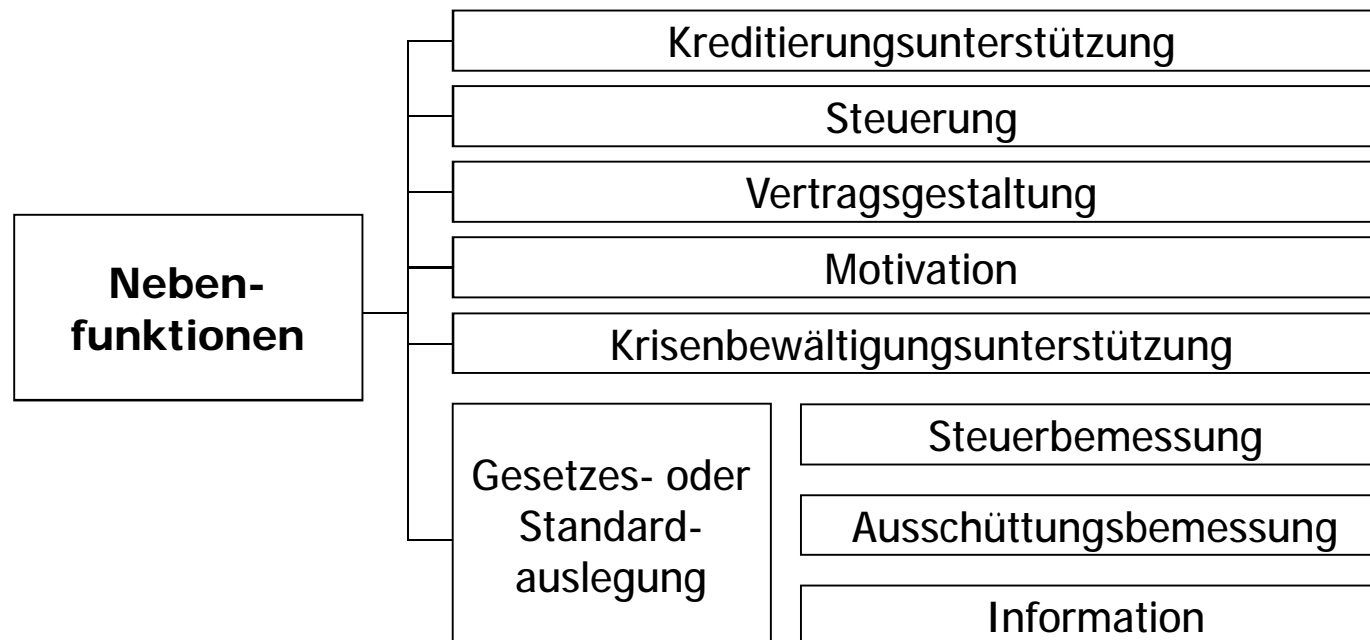 Kreditierungsunterstützung
Steuerung
Vertragsgestaltung
Neben-
funktionen
Motivation
Krisenbewältigungsunterstützung
Gesetzes- oder
Standard-
auslegung
Steuerbemessung
Ausschüttungsbemessung
Information